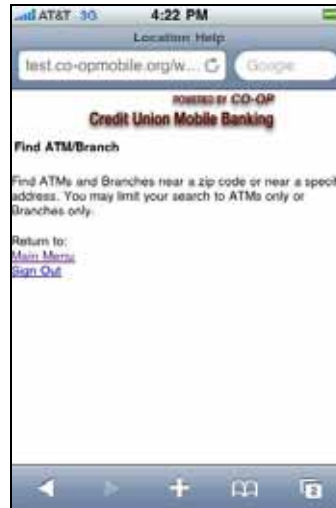 AT&T 3G 4:22 PM
Location Help
test.co-opmobile.org/w... Google
POWERED BY CO-OP
Credit Union Mobile Banking
Find ATM/Branch
Find ATMs and Branches near a zip code or near a specif
address. You may limit your search to ATMs only or
Branches only.
Return to:
Main Menu
Sign Out
2